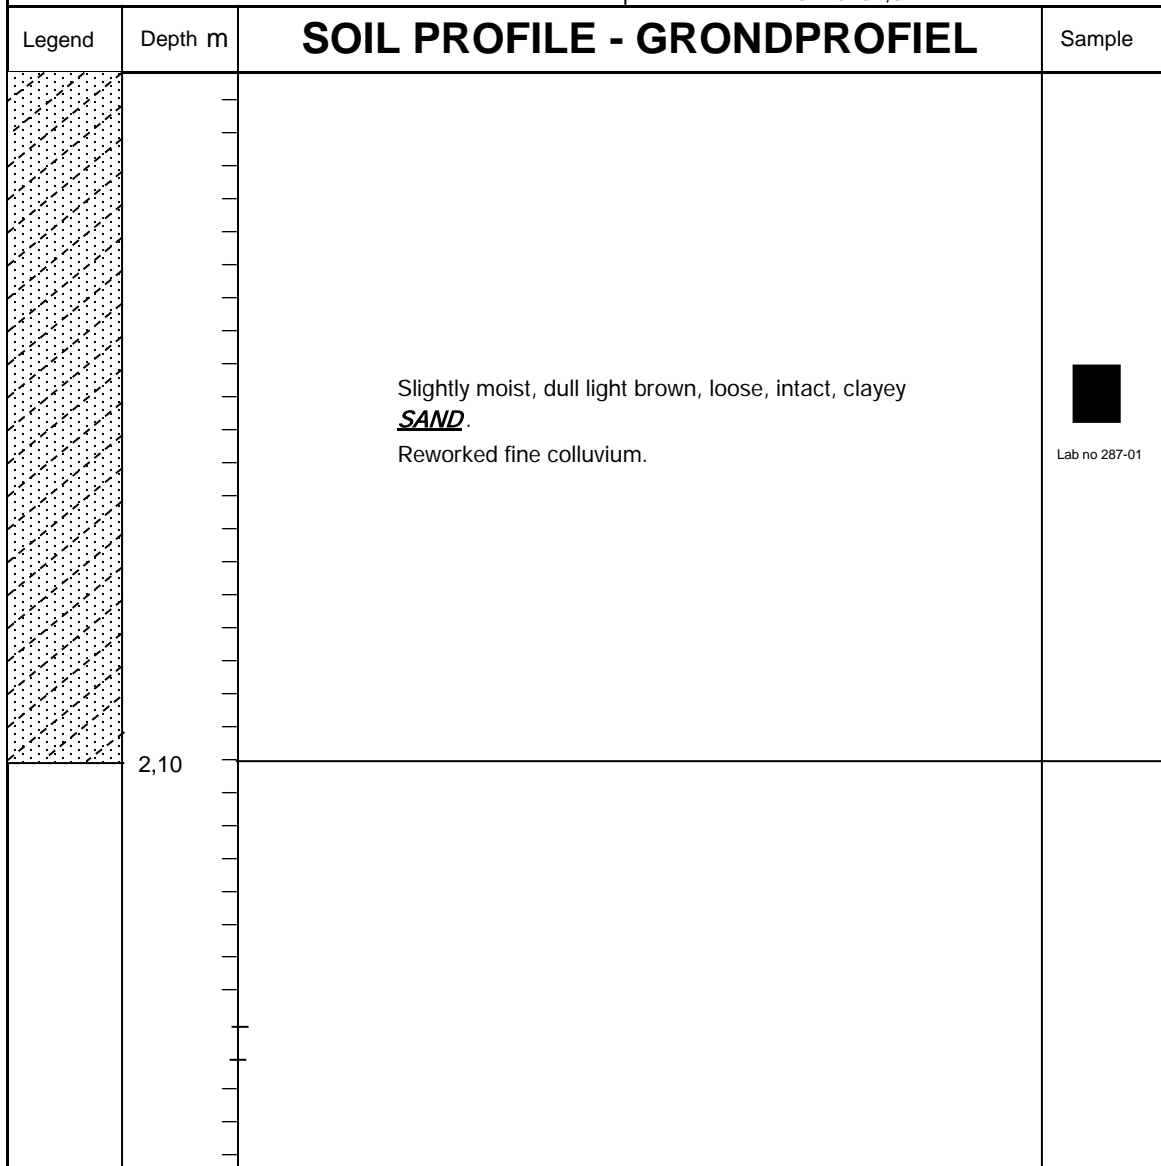 Legend Depth m SOIL PROFILE - GRONDPROFIEL Sample
Slightly moist, dull light brown, loose, intact, clayey
SAND.
Reworked fine colluvium.
Lab no 287-01
2,10